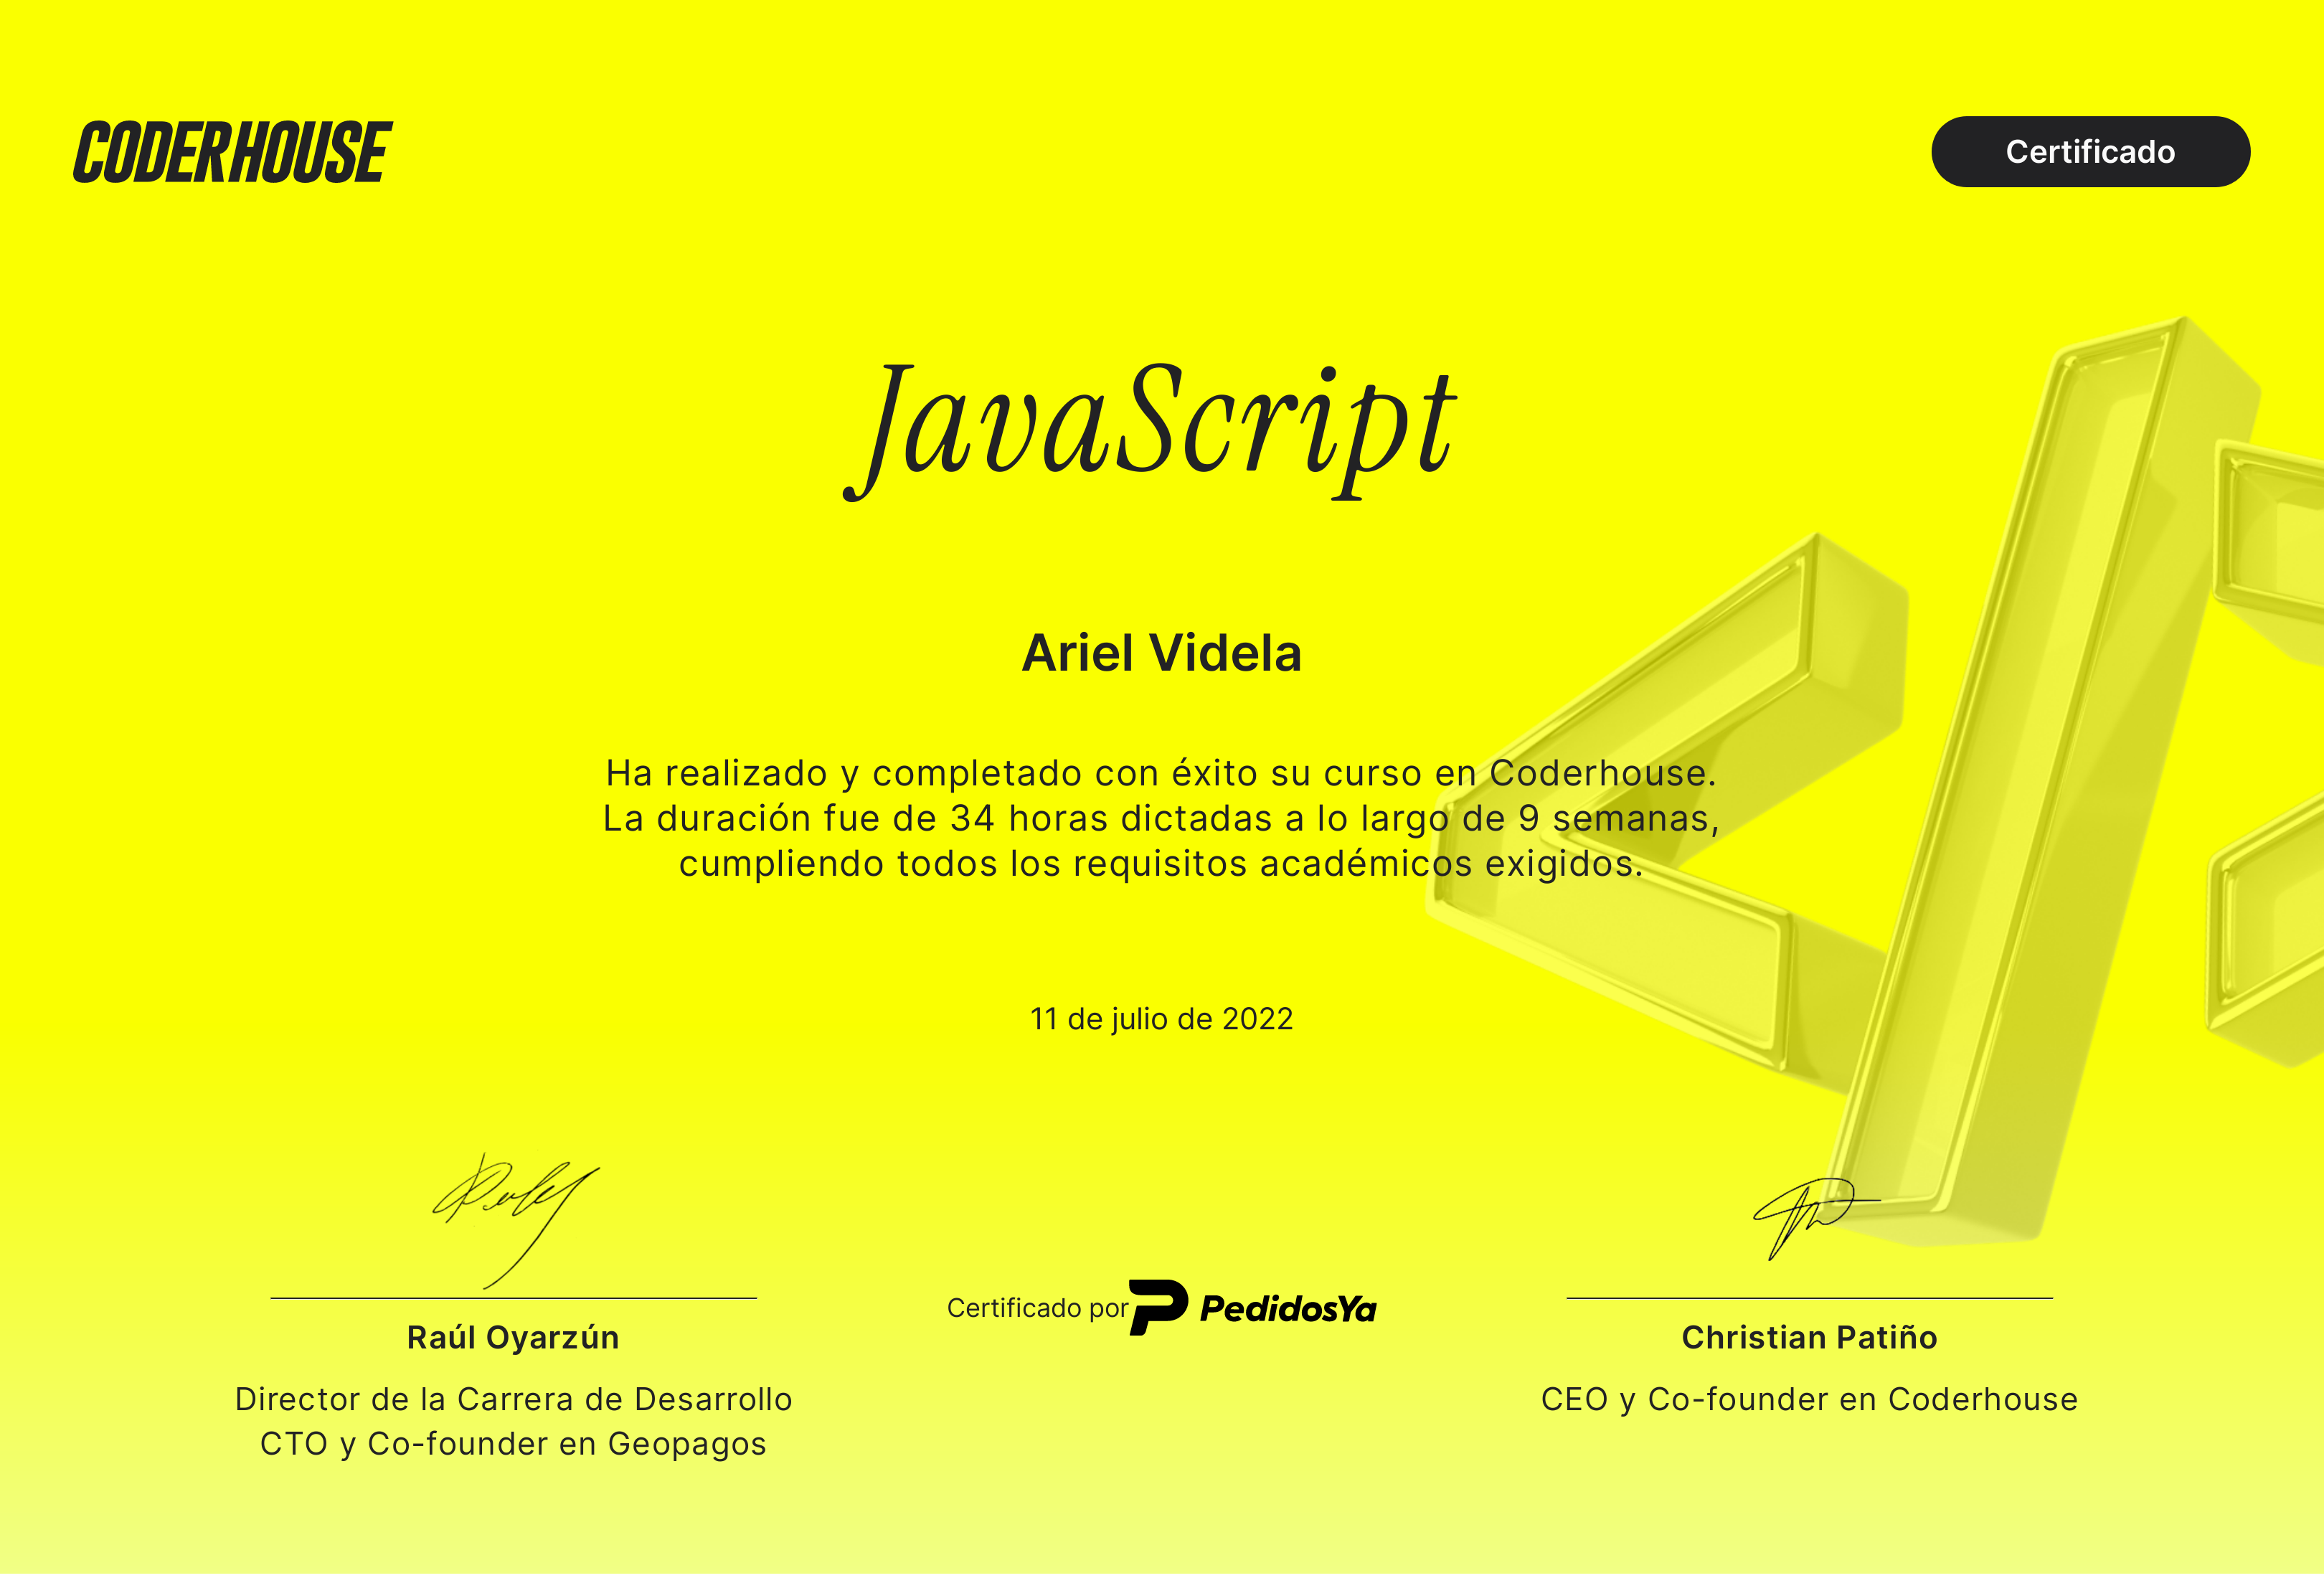 CODERHOUSE
Certificado
JavaScript
Ariel Videla
Ha realizado y completado con éxito su curso en Coderhouse.
La duración fue de 34 horas dictadas a lo largo de 9 semanas,
cumpliendo todos los requisitos académicos exigidos.
11 de julio de 2022
Certificado por PedidosYa
Raúl Oyarzún
Director de la Carrera de Desarrollo
CTO y Co-founder en Geopagos
Christian Patiño
CEO y Co-founder en Coderhouse